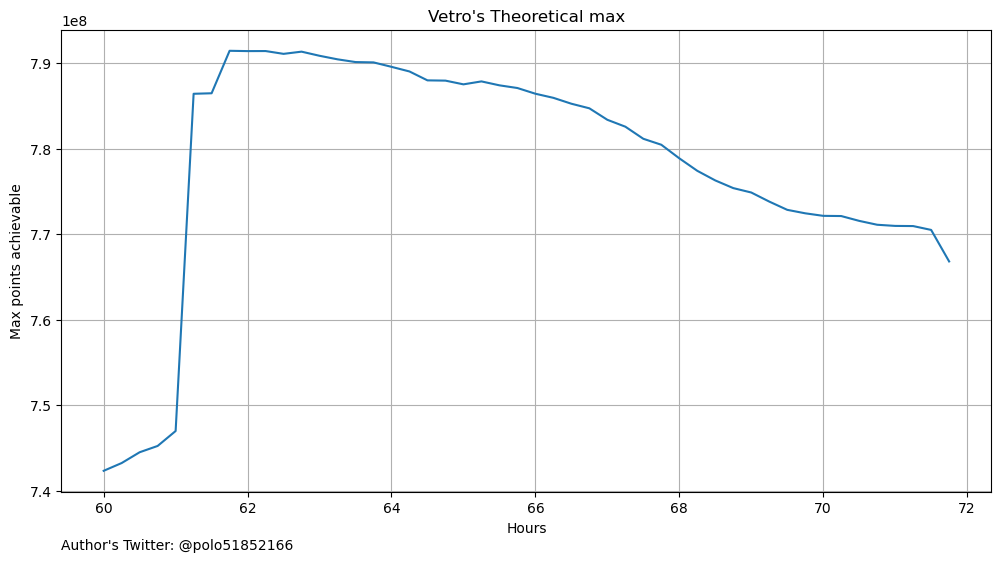 Vetro's Theoretical max
1e8
7.9
7.8
7.7
7.6
7.5
7.4
Max points achievable
60 62 64 66 68 70 72
Hours
Author's Twitter: @polo51852166